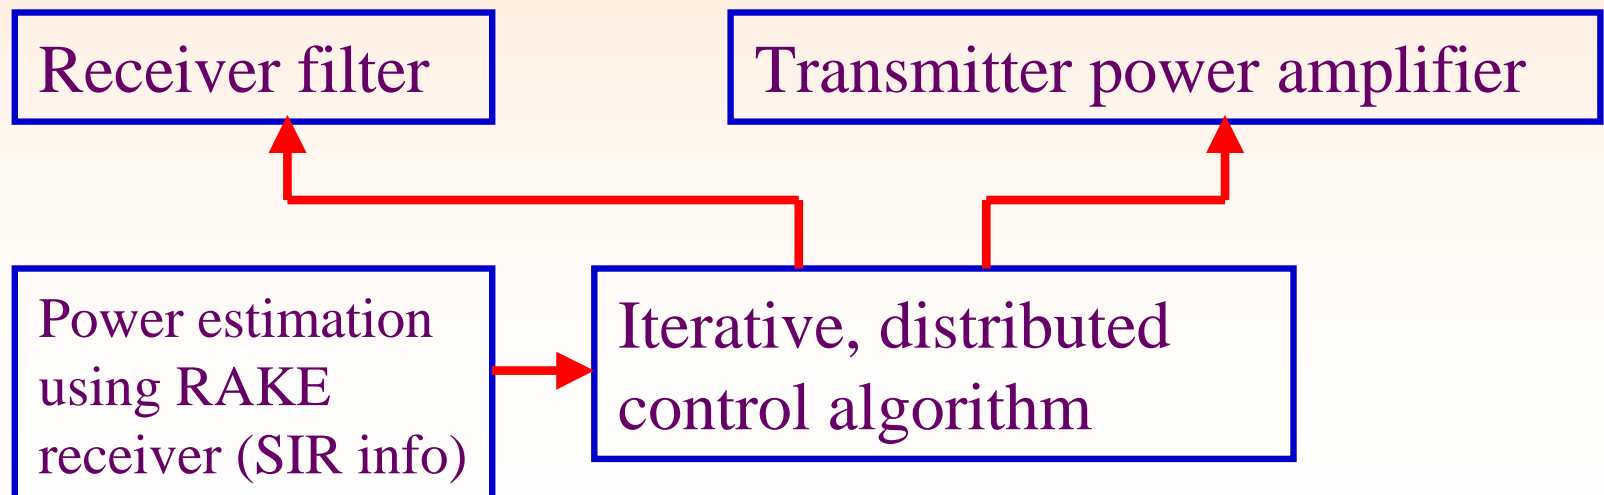 Receiver filter
Transmitter power amplifier
Power estimation
using RAKE
receiver (SIR info)
Iterative, distributed
control algorithm